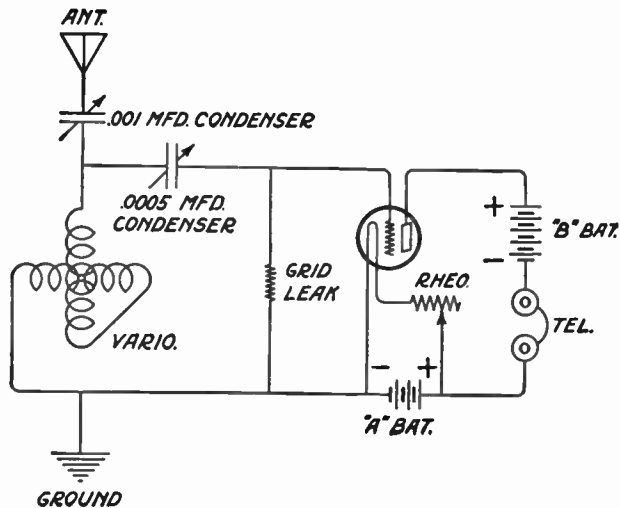 ANT.
.001 MFD. CONDENSER
.0005 MFD.
CONDENSER
GRID
LEAK
RHEO.
+
"B" BAT.
-
TEL.
VARIO.
- +
"A" BAT.
GROUND